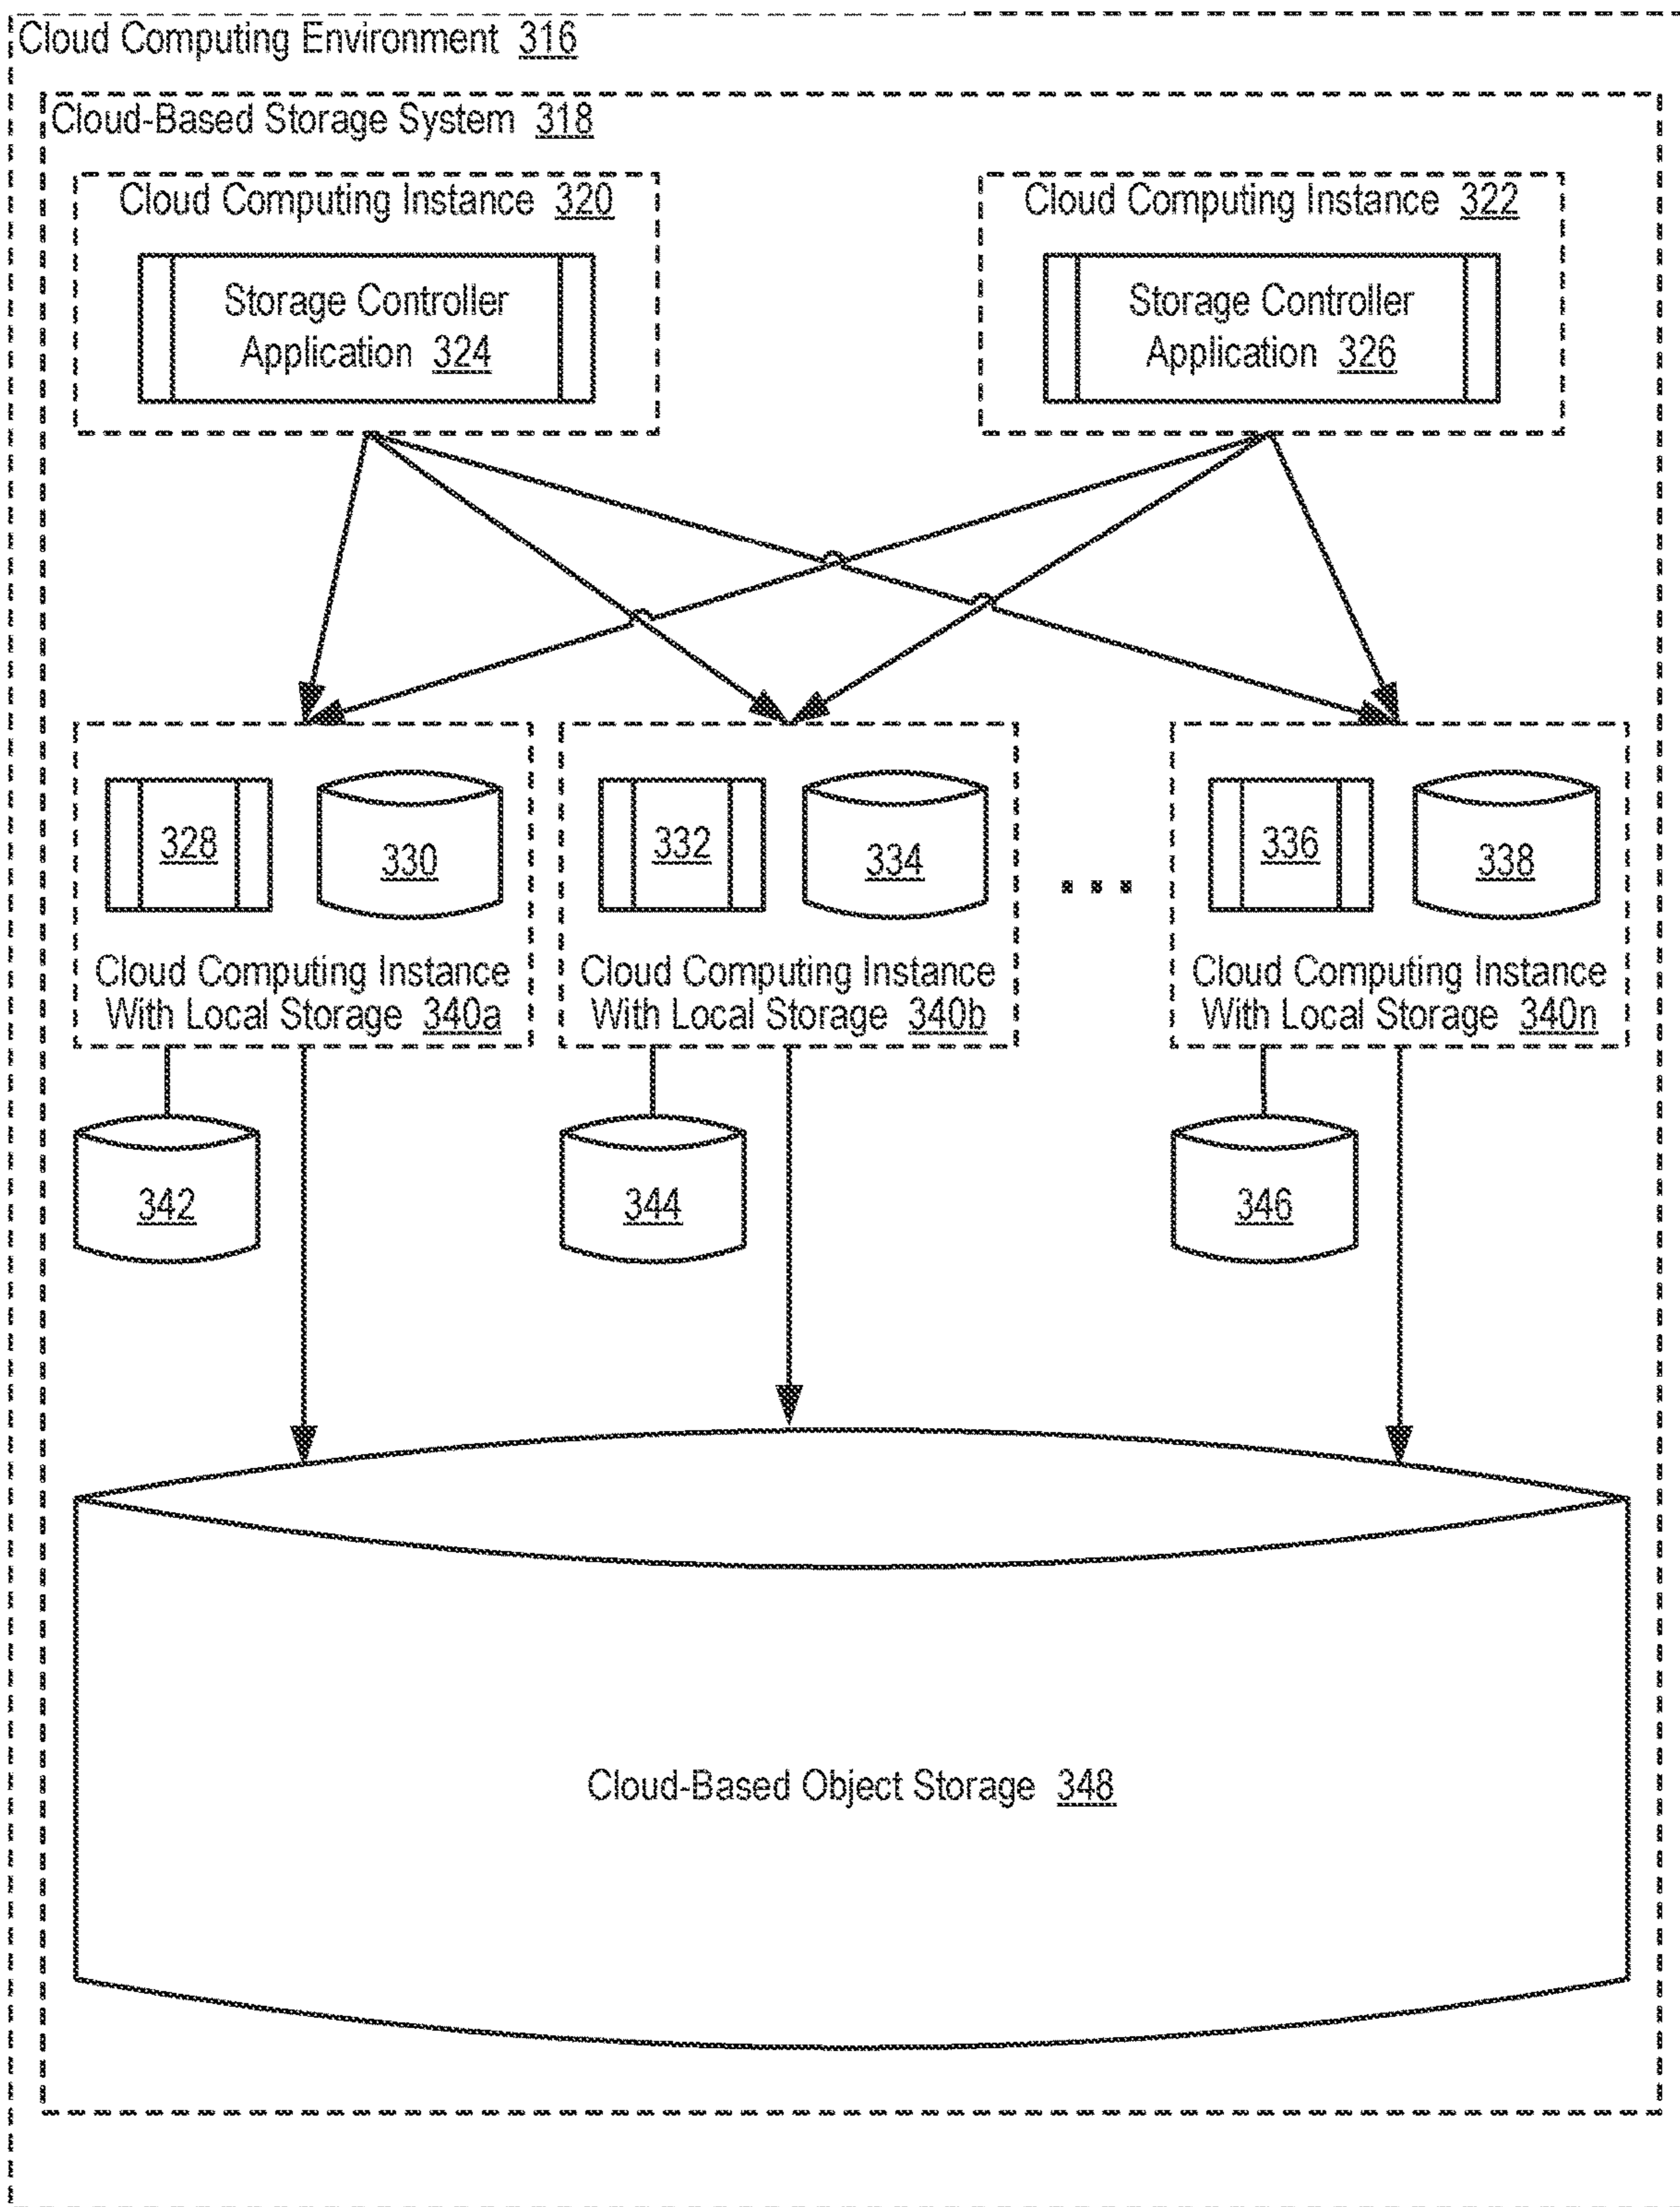 Cloud Computing Environment 316
Cloud-Based Storage System 318
Cloud Computing Instance 320
Storage Controller
Application 324
Cloud Computing Instance 322
Storage Controller
Application 326
328
330
Cloud Computing Instance
With Local Storage 340a
332
334
Cloud Computing Instance
With Local Storage 340b
...
336
338
Cloud Computing Instance
With Local Storage 340n
342
344
346
Cloud-Based Object Storage 348